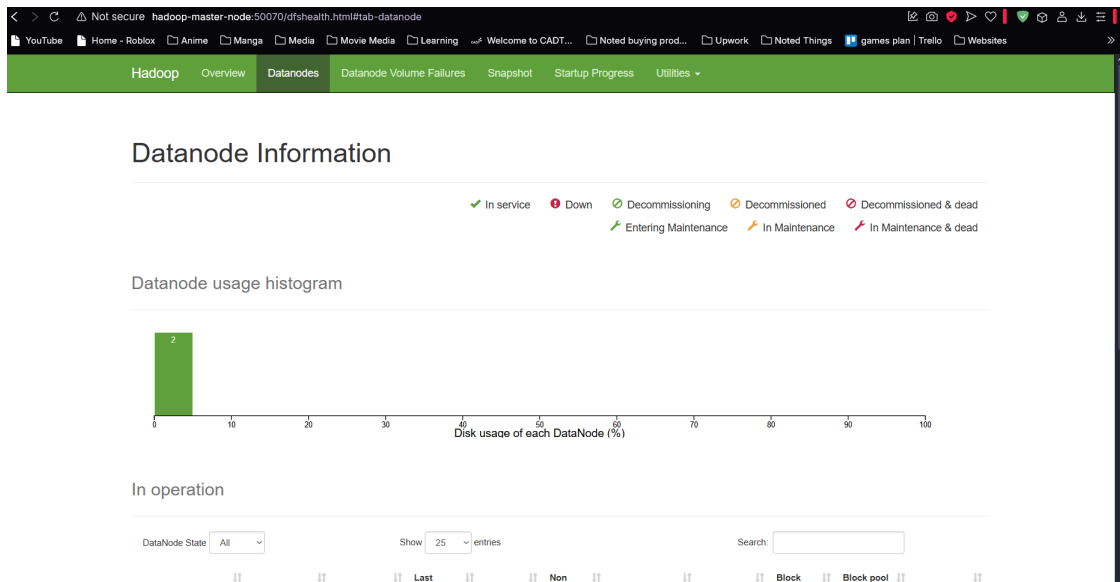 Not secure hadoop-master-node:50070/dfshealth.html#tab-datanode
YouTube Home - Roblox Anime Manga Media Movie Media Learning Welcome to CADT... Noted buying prod... Upwork Noted Things games plan | Trello Websites »
Hadoop Overview Datanodes Datanode Volume Failures Snapshot Startup Progress Utilities
Datanode Information
In service Down Decommissioning Decommissioned Decommissioned & dead
Entering Maintenance In Maintenance In Maintenance & dead
Datanode usage histogram
2
0 10 20 30 40 50 60 70 80 90 100
Disk usage of each DataNode (%)
In operation
DataNode State All Show 25 entries Search:
Last Non Block Block pool